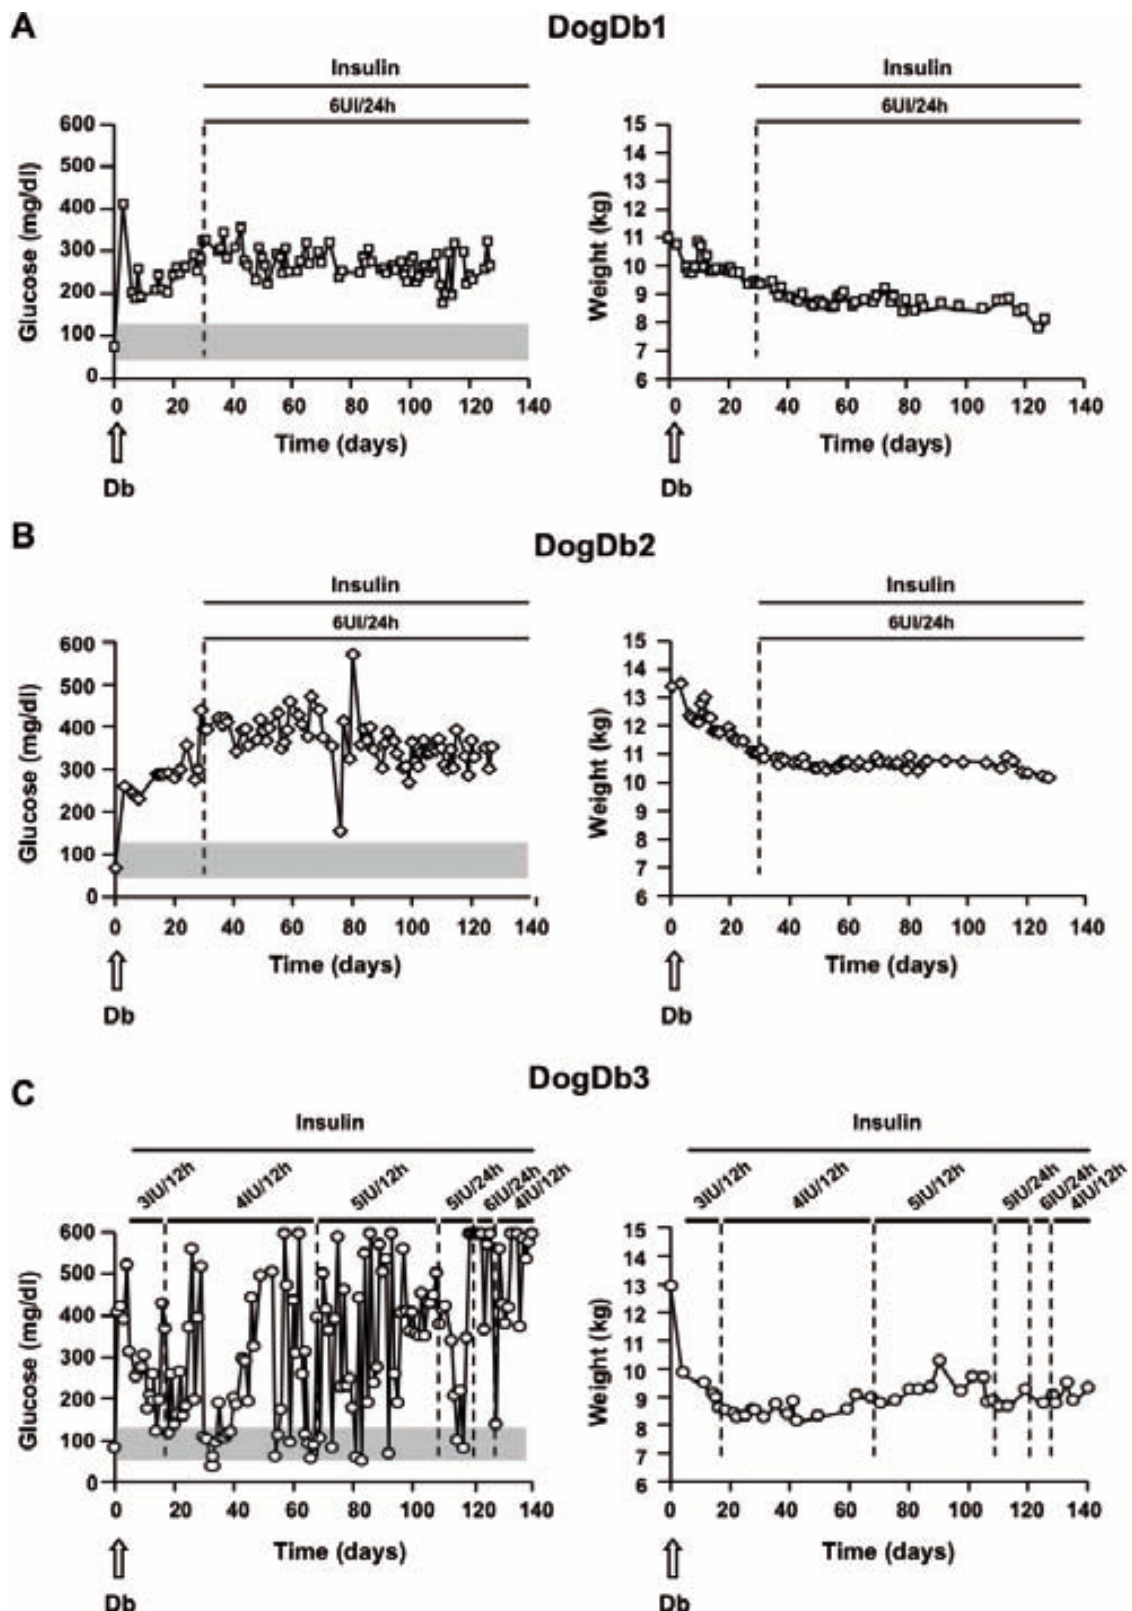 A
DogDb1
Insulin
6UI/24h
600
500
400
300
200
100
0
Glucose (mg/dl)
0 20 40 60 80 100 120 140
Time (days)
Db
Insulin
6UI/24h
15
14
13
12
11
10
9
8
7
6
Weight (kg)
0 20 40 60 80 100 120 140
Time (days)
Db
B
DogDb2
Insulin
6UI/24h
600
500
400
300
200
100
0
Glucose (mg/dl)
0 20 40 60 80 100 120 140
Time (days)
Db
Insulin
6UI/24h
15
14
13
12
11
10
9
8
7
6
Weight (kg)
0 20 40 60 80 100 120 140
Time (days)
Db
C
DogDb3
Insulin
3IU/12h 4IU/12h 5IU/12h 5IU/24h 6IU/24h 4IU/12h
600
500
400
300
200
100
0
Glucose (mg/dl)
0 20 40 60 80 100 120 140
Time (days)
Db
Insulin
3IU/12h 4IU/12h 5IU/12h 5IU/24h 6IU/24h 4IU/12h
15
14
13
12
11
10
9
8
7
6
Weight (kg)
0 20 40 60 80 100 120 140
Time (days)
Db